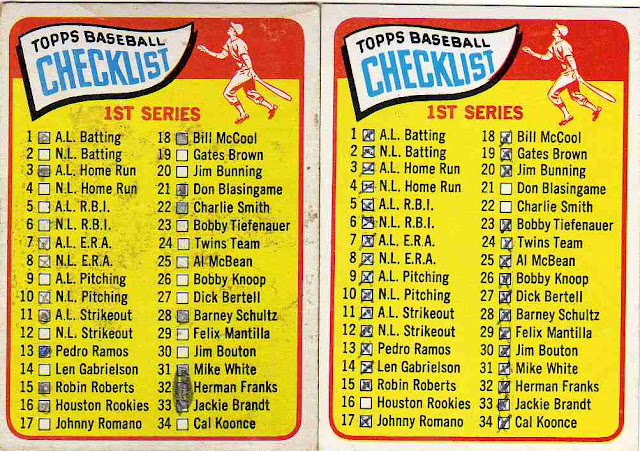 TOPPS BASEBALL
CHECKLIST
1ST SERIES
1 A.L. Batting
2 N.L. Batting
3 A.L. Home Run
4 N.L. Home Run
5 A.L. R.B.I.
6 N.L. R.B.I.
7 A.L. E.R.A.
8 N.L. E.R.A.
9 A.L. Pitching
10 N.L. Pitching
11 A.L. Strikeout
12 N.L. Strikeout
13 Pedro Ramos
14 Len Gabrielson
15 Robin Roberts
16 Houston Rookies
17 Johnny Romano
18 Bill McCool
19 Gates Brown
20 Jim Bunning
21 Don Blasingame
22 Charlie Smith
23 Bobby Tiefenauer
24 Twins Team
25 Al McBean
26 Bobby Knoop
27 Dick Bertell
28 Barney Schultz
29 Felix Mantilla
30 Jim Bouton
31 Mike White
32 Herman Franks
33 Jackie Brandt
34 Cal Koonce
TOPPS BASEBALL
CHECKLIST
1ST SERIES
1 A.L. Batting
2 N.L. Batting
3 A.L. Home Run
4 N.L. Home Run
5 A.L. R.B.I.
6 N.L. R.B.I.
7 A.L. E.R.A.
8 N.L. E.R.A.
9 A.L. Pitching
10 N.L. Pitching
11 A.L. Strikeout
12 N.L. Strikeout
13 Pedro Ramos
14 Len Gabrielson
15 Robin Roberts
16 Houston Rookies
17 Johnny Romano
18 Bill McCool
19 Gates Brown
20 Jim Bunning
21 Don Blasingame
22 Charlie Smith
23 Bobby Tiefenauer
24 Twins Team
25 Al McBean
26 Bobby Knoop
27 Dick Bertell
28 Barney Schultz
29 Felix Mantilla
30 Jim Bouton
31 Mike White
32 Herman Franks
33 Jackie Brandt
34 Cal Koonce